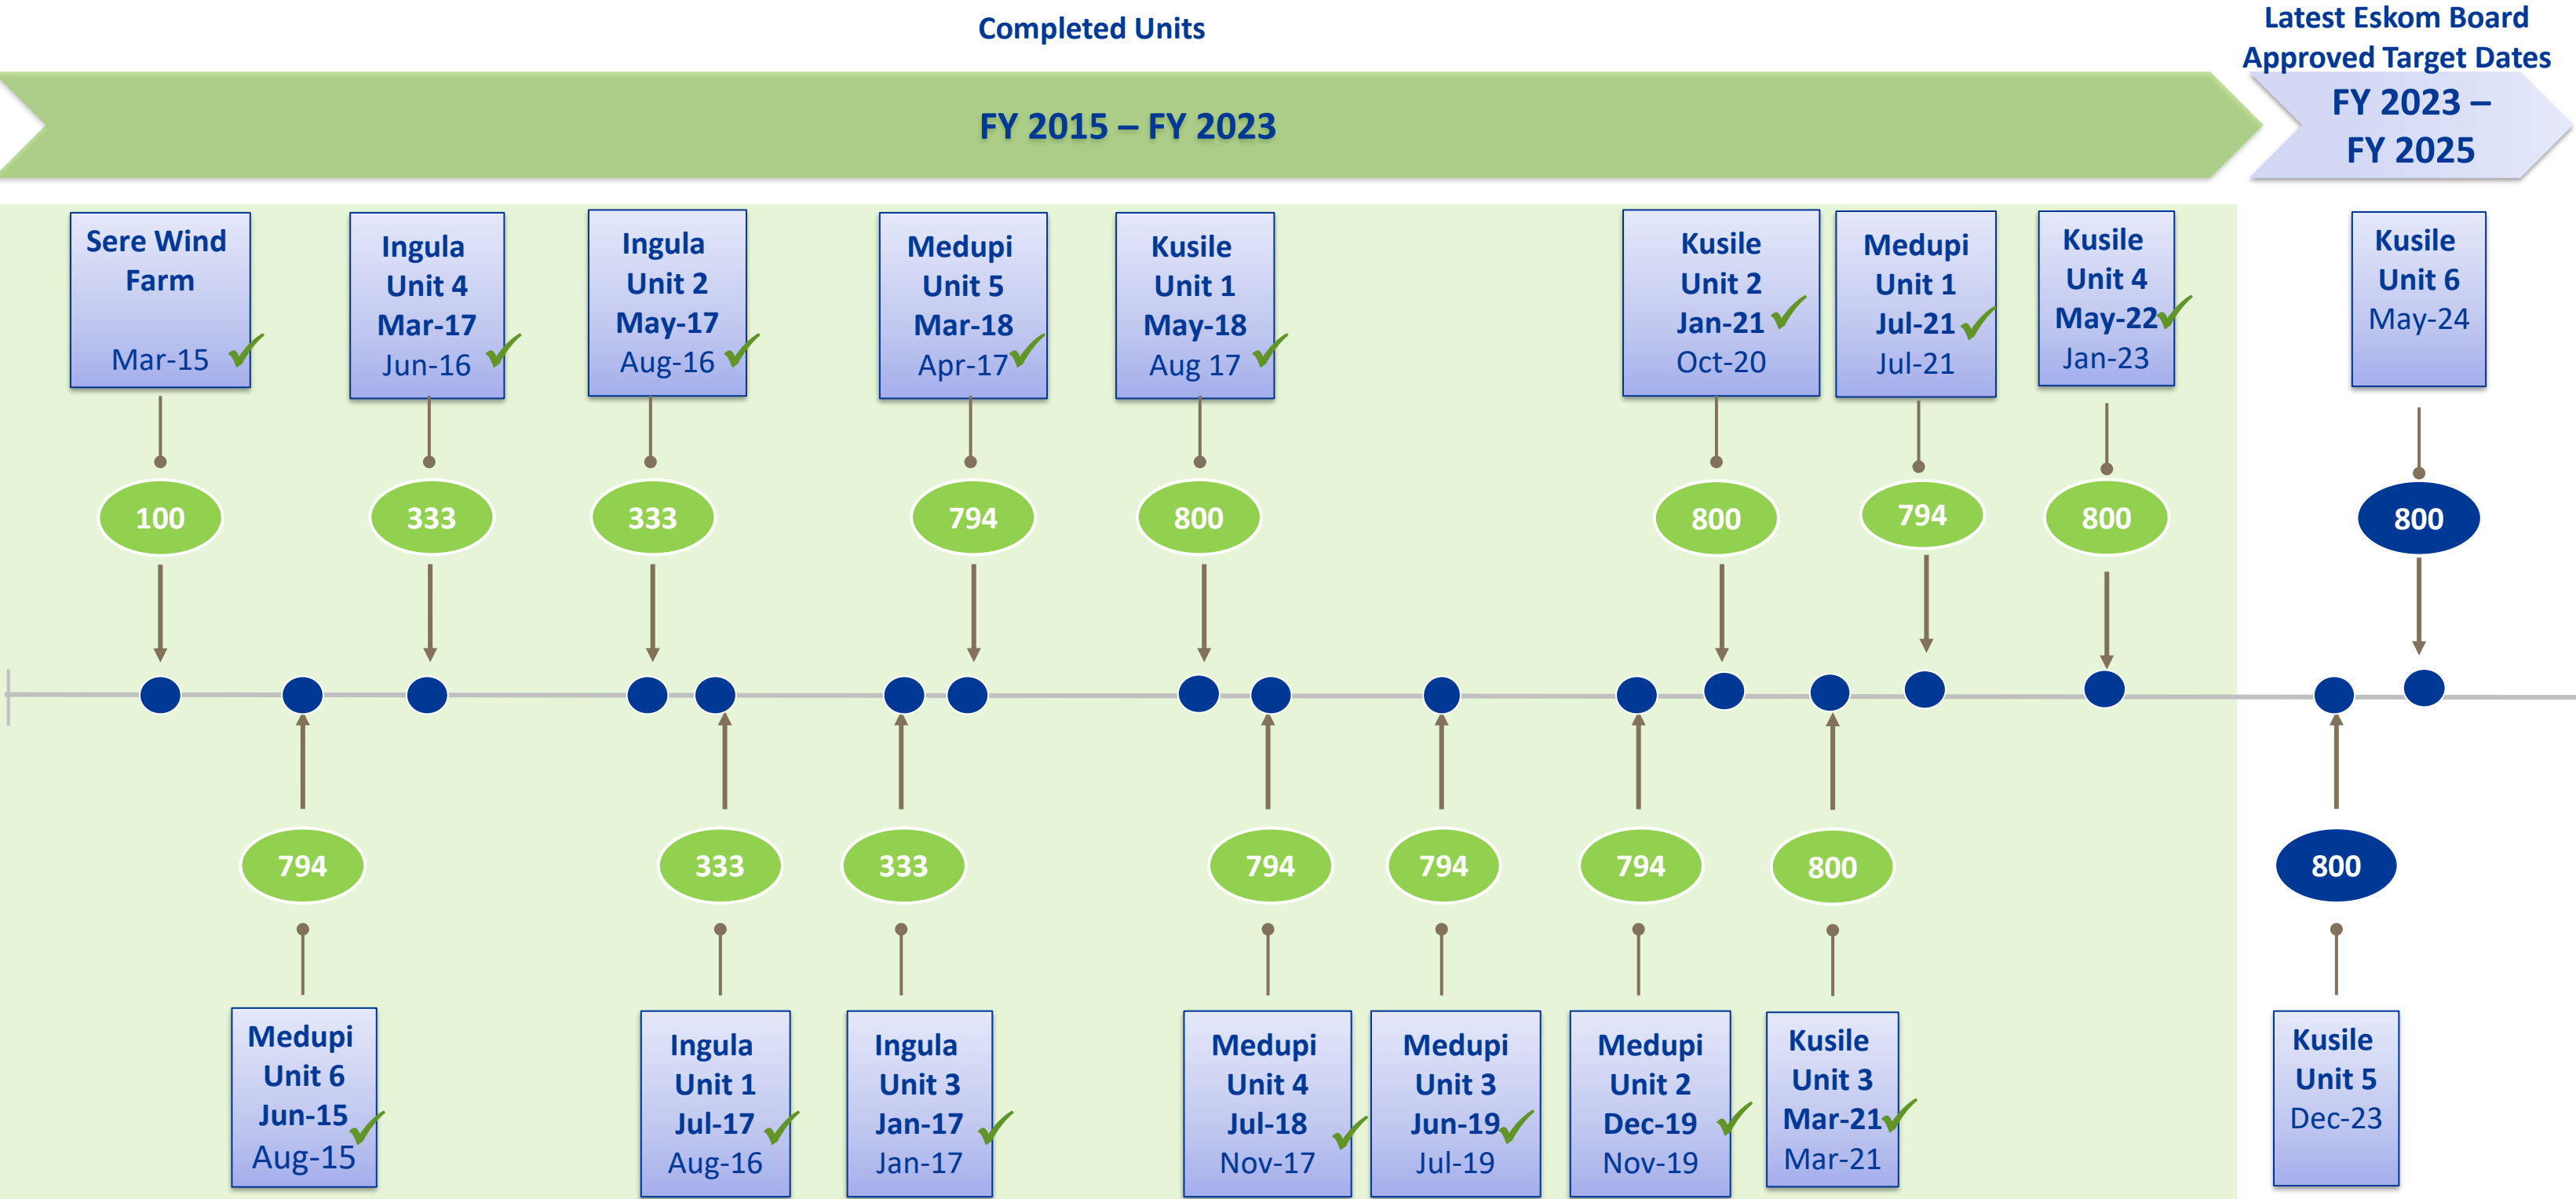 Completed Units
Latest Eskom Board
Approved Target Dates
FY 2015 – FY 2023
FY 2023 –
FY 2025
Sere Wind
Farm
Mar-15
Ingula
Unit 4
Mar-17
Jun-16
Ingula
Unit 2
May-17
Aug-16
Medupi
Unit 5
Mar-18
Apr-17
Kusile
Unit 1
May-18
Aug 17
Kusile
Unit 2
Jan-21
Oct-20
Medupi
Unit 1
Jul-21
Jul-21
Kusile
Unit 4
May-22
Jan-23
Kusile
Unit 6
May-24
100
333
333
794
800
800
794
800
800
794
333
333
794
794
794
800
800
Medupi
Unit 6
Jun-15
Aug-15
Ingula
Unit 1
Jul-17
Aug-16
Ingula
Unit 3
Jan-17
Jan-17
Medupi
Unit 4
Jul-18
Nov-17
Medupi
Unit 3
Jun-19
Jul-19
Medupi
Unit 2
Dec-19
Nov-19
Kusile
Unit 3
Mar-21
Mar-21
Kusile
Unit 5
Dec-23